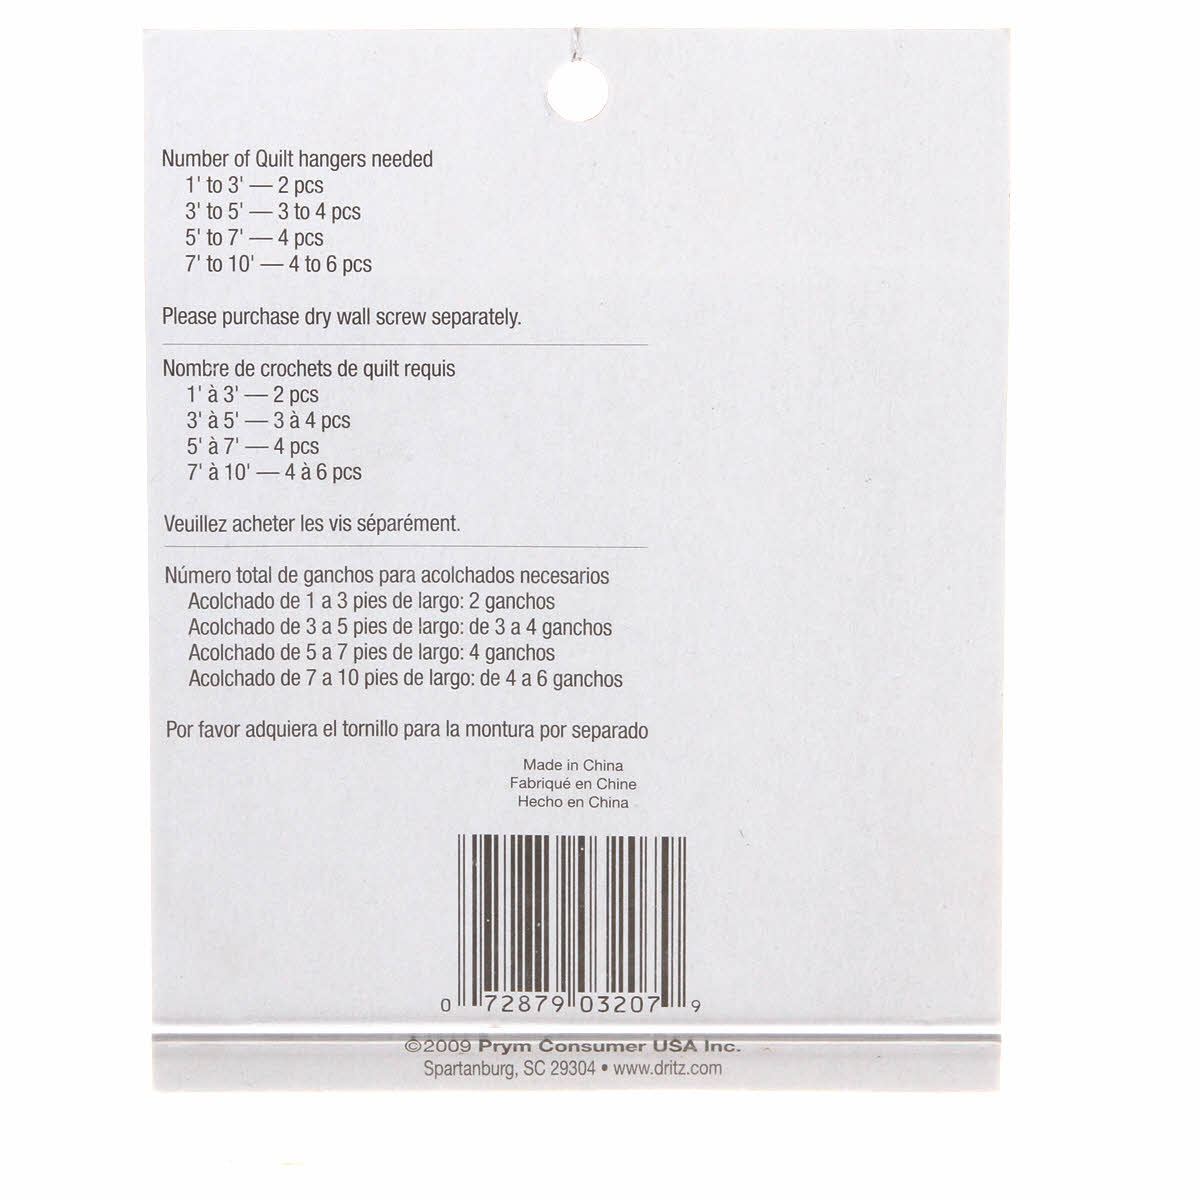 Number of Quilt hangers needed
1' to 3' — 2 pcs
3' to 5' — 3 to 4 pcs
5' to 7' — 4 pcs
7' to 10' — 4 to 6 pcs
Please purchase dry wall screw separately.
Nombre de crochets de quilt requis
1' à 3' — 2 pcs
3' à 5' — 3 à 4 pcs
5' à 7' — 4 pcs
7' à 10' — 4 à 6 pcs
Veuillez acheter les vis séparément.
Número total de ganchos para acolchados necesarios
Acolchado de 1 a 3 pies de largo: 2 ganchos
Acolchado de 3 a 5 pies de largo: de 3 a 4 ganchos
Acolchado de 5 a 7 pies de largo: 4 ganchos
Acolchado de 7 a 10 pies de largo: de 4 a 6 ganchos
Por favor adquiera el tornillo para la montura por separado
Made in China
Fabriqué en Chine
Hecho en China
0 72879 03207 9
©2009 Prym Consumer USA Inc.
Spartanburg, SC 29304 • www.dritz.com